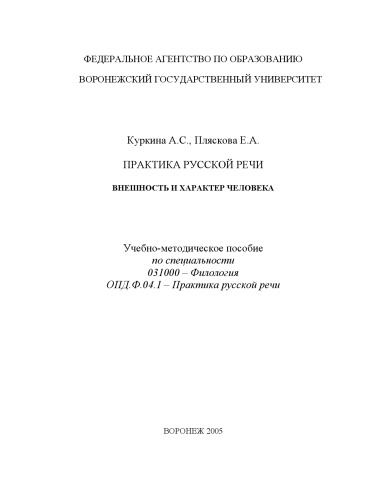 ФЕДЕРАЛЬНОЕ АГЕНТСТВО ПО ОБРАЗОВАНИЮ
ВОРОНЕЖСКИЙ ГОСУДАРСТВЕННЫЙ УНИВЕРСИТЕТ
Куркина А.С., Пляскова Е.А.
ПРАКТИКА РУССКОЙ РЕЧИ
ВНЕШНОСТЬ И ХАРАКТЕР ЧЕЛОВЕКА
Учебно-методическое пособие
по специальности
031000 – Филология
ОПД.Ф.04.1 – Практика русской речи
ВОРОНЕЖ 2005